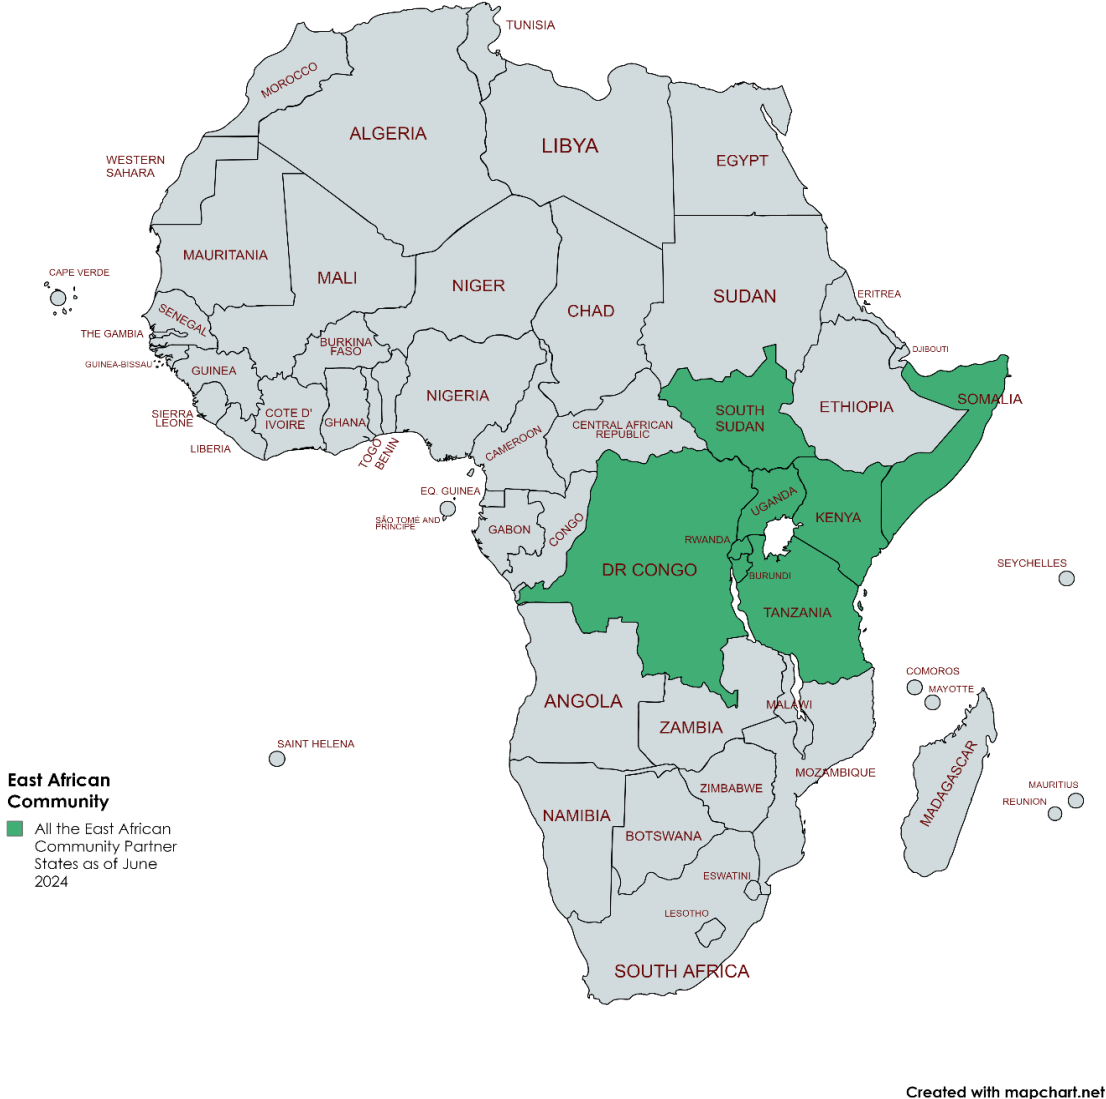 TUNISIA
MOROCCO
ALGERIA
LIBYA
EGYPT
WESTERN
SAHARA
MAURITANIA
MALI
NIGER
CHAD
SUDAN
ERITREA
CAPE VERDE
SENEGAL
THE GAMBIA
GUINEA-BISSAU
GUINEA
BURKINA
FASO
DJIBOUTI
SIERRA
LEONE
LIBERIA
COTE D'
IVOIRE
GHANA
TOGO
BENIN
NIGERIA
CAMEROON
CENTRAL AFRICAN
REPUBLIC
SOUTH
SUDAN
ETHIOPIA
SOMALIA
EQ. GUINEA
SÃO TOMÉ AND
PRINCIPE
GABON
CONGO
UGANDA
KENYA
RWANDA
DR CONGO
BURUNDI
TANZANIA
SEYCHELLES
COMOROS
MAYOTTE
ANGOLA
ZAMBIA
MALAWI
SAINT HELENA
MOZAMBIQUE
MADAGASCAR
MAURITIUS
REUNION
ZIMBABWE
NAMIBIA
BOTSWANA
ESWATINI
LESOTHO
SOUTH AFRICA
East African
Community
All the East African
Community Partner
States as of June
2024
Created with mapchart.net